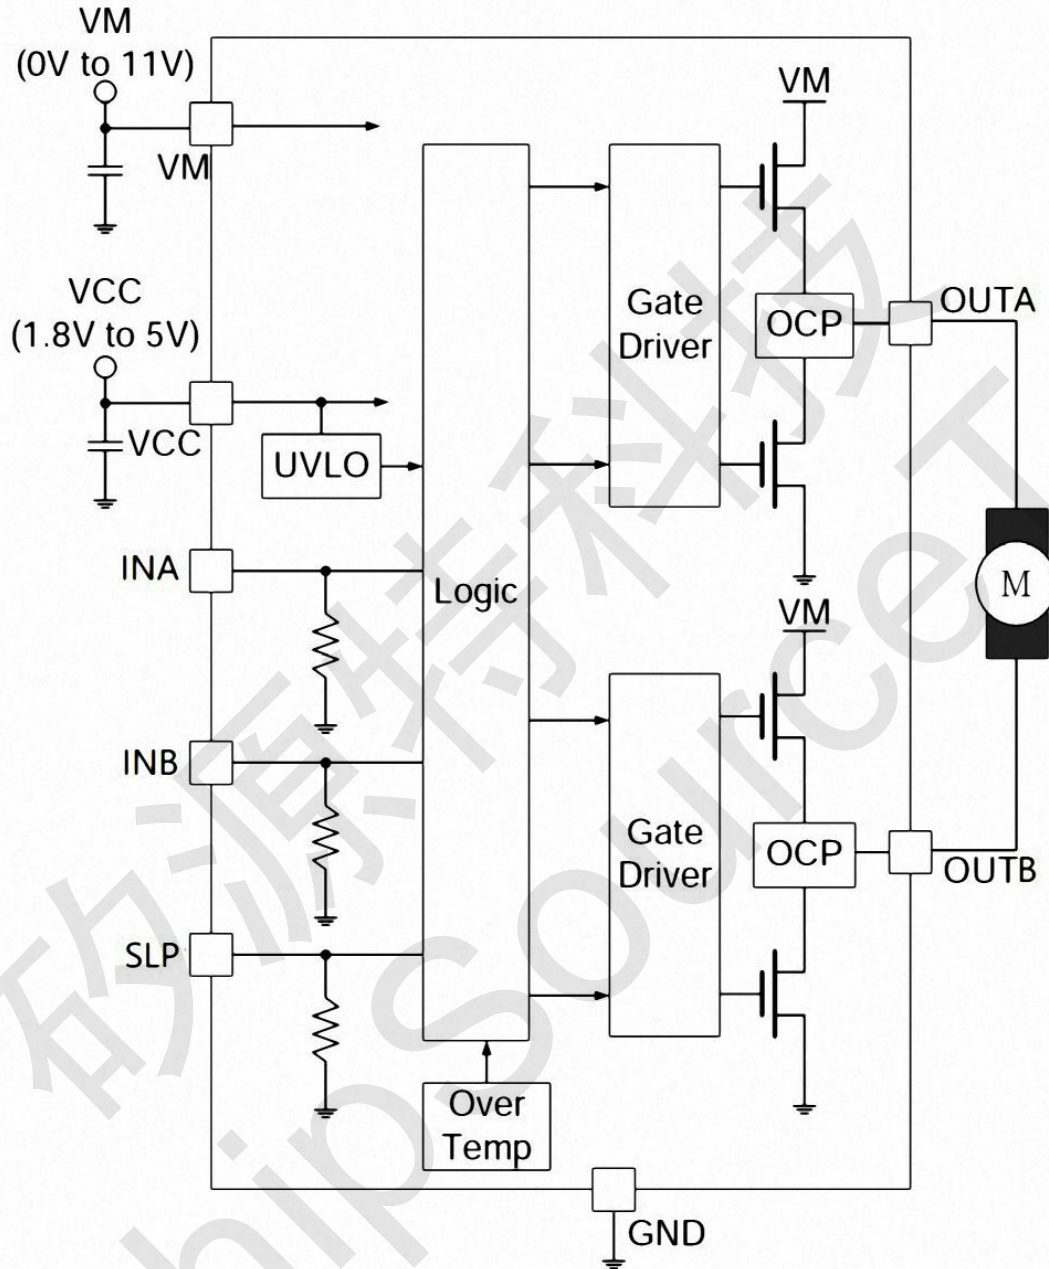 VM
(0V to 11V)
VM
VM
VCC
(1.8V to 5V)
VCC
UVLO
Gate
Driver
OCP
OUTA
INA
Logic
M
VM
INB
Gate
Driver
OCP
OUTB
SLP
Over
Temp
GND
矽源特科技
ChipSourceT